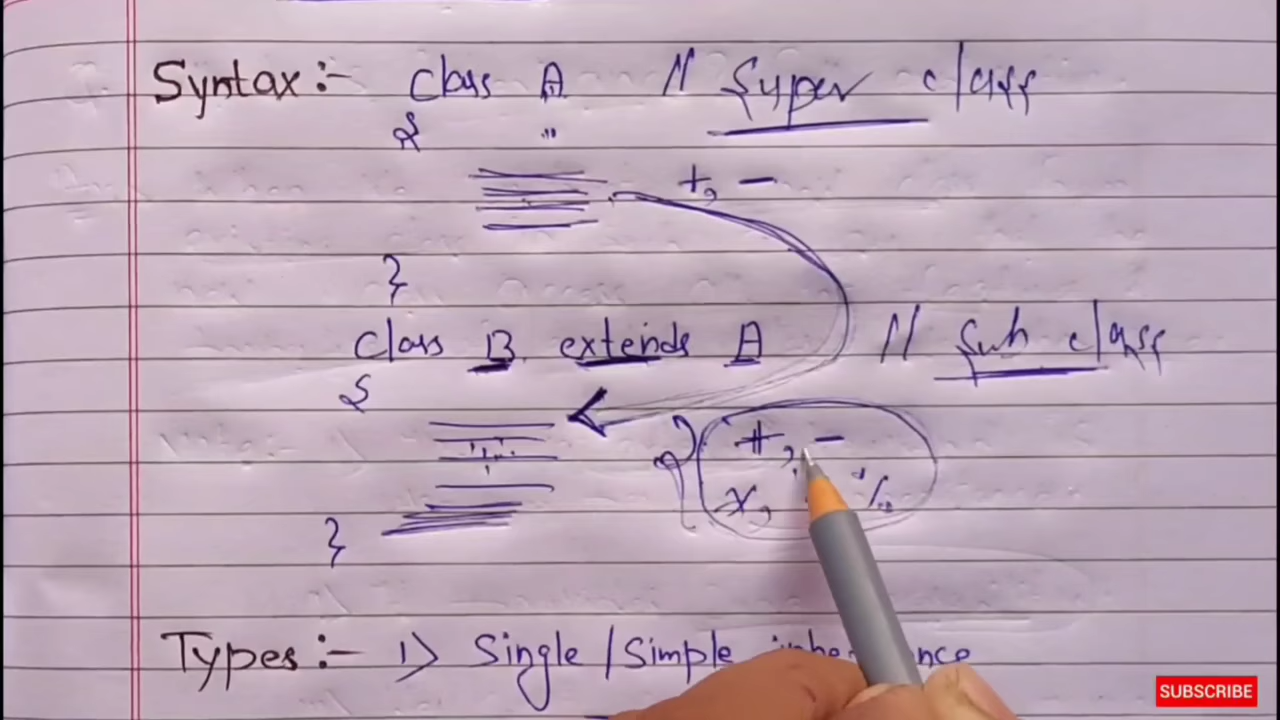 Syntax :- class A // Super class
{ "
+, -
}
class B extends A // Sub class
{
+, -
x, %
}
Types :- 1) Single / Simple
SUBSCRIBE